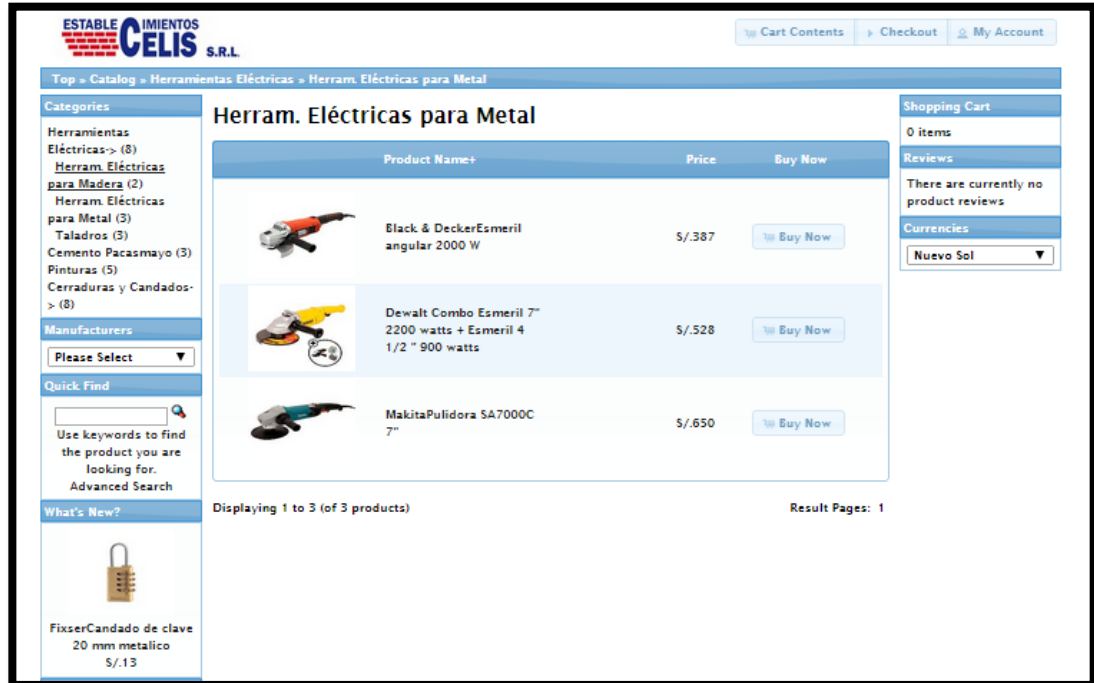 ESTABLECIMIENTOS
CELIS S.R.L.
Cart Contents
Checkout
My Account
Top » Catalog » Herramientas Eléctricas » Herram. Eléctricas para Metal
Categories
Herramientas
Eléctricas-> (8)
Herram. Eléctricas
para Madera (2)
Herram. Eléctricas
para Metal (3)
Taladros (3)
Cemento Pacasmayo (3)
Pinturas (5)
Cerraduras y Candados-
> (8)
Manufacturers
Please Select ▼
Quick Find
Use keywords to find
the product you are
looking for.
Advanced Search
What's New?
FixserCandado de clave
20 mm metalico
S/.13
Herram. Eléctricas para Metal
Product Name+ Price Buy Now
Black & DeckerEsmeril
angular 2000 W
S/.387
Buy Now
Dewalt Combo Esmeril 7"
2200 watts + Esmeril 4
1/2 " 900 watts
S/.528
Buy Now
MakitaPulidora SA7000C
7"
S/.650
Buy Now
Displaying 1 to 3 (of 3 products)
Result Pages: 1
Shopping Cart
0 items
Reviews
There are currently no
product reviews
Currencies
Nuevo Sol ▼